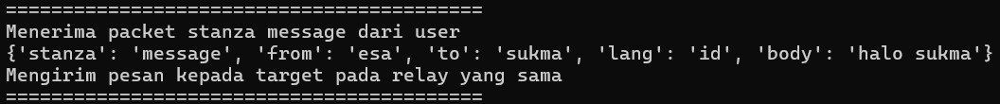 ==========================================
Menerima packet stanza message dari user
{'stanza': 'message', 'from': 'esa', 'to': 'sukma', 'lang': 'id', 'body': 'halo sukma'}
Mengirim pesan kepada target pada relay yang sama
==========================================